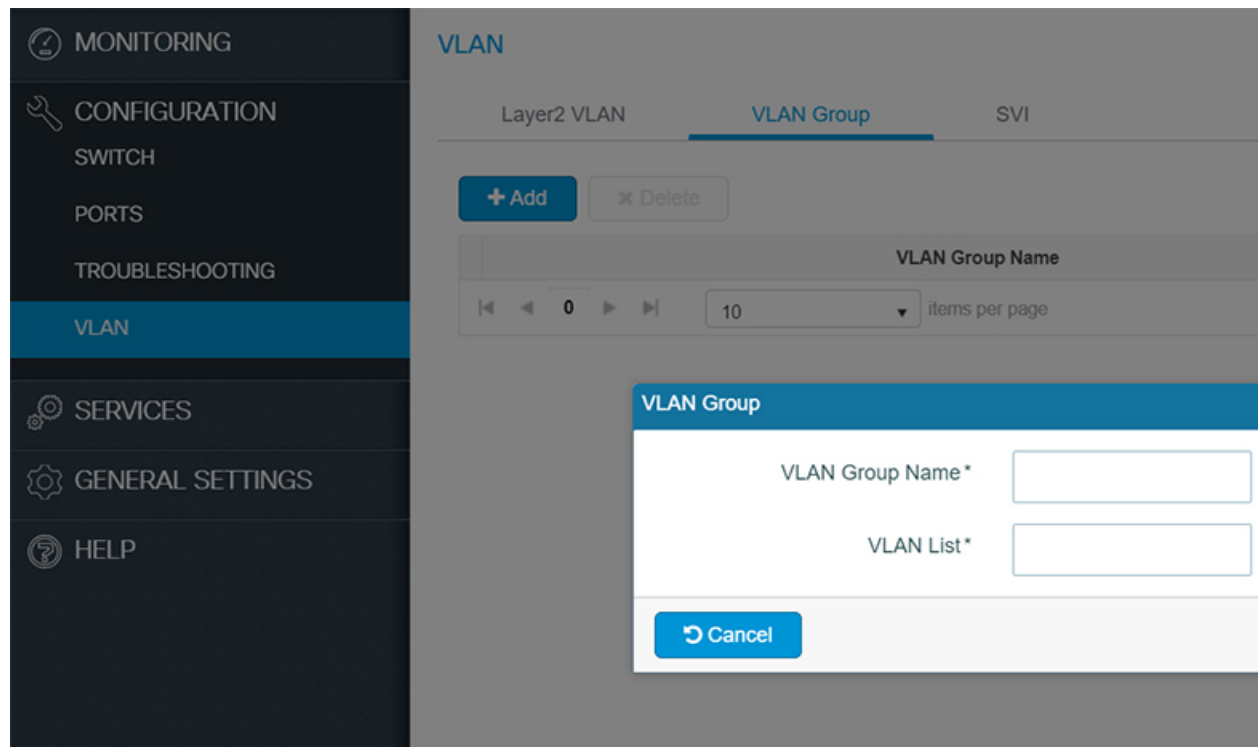 MONITORING
CONFIGURATION
SWITCH
PORTS
TROUBLESHOOTING
VLAN
SERVICES
GENERAL SETTINGS
HELP
VLAN
Layer2 VLAN VLAN Group SVI
Add Delete
VLAN Group Name
0 10 items per page
VLAN Group
VLAN Group Name*
VLAN List*
Cancel